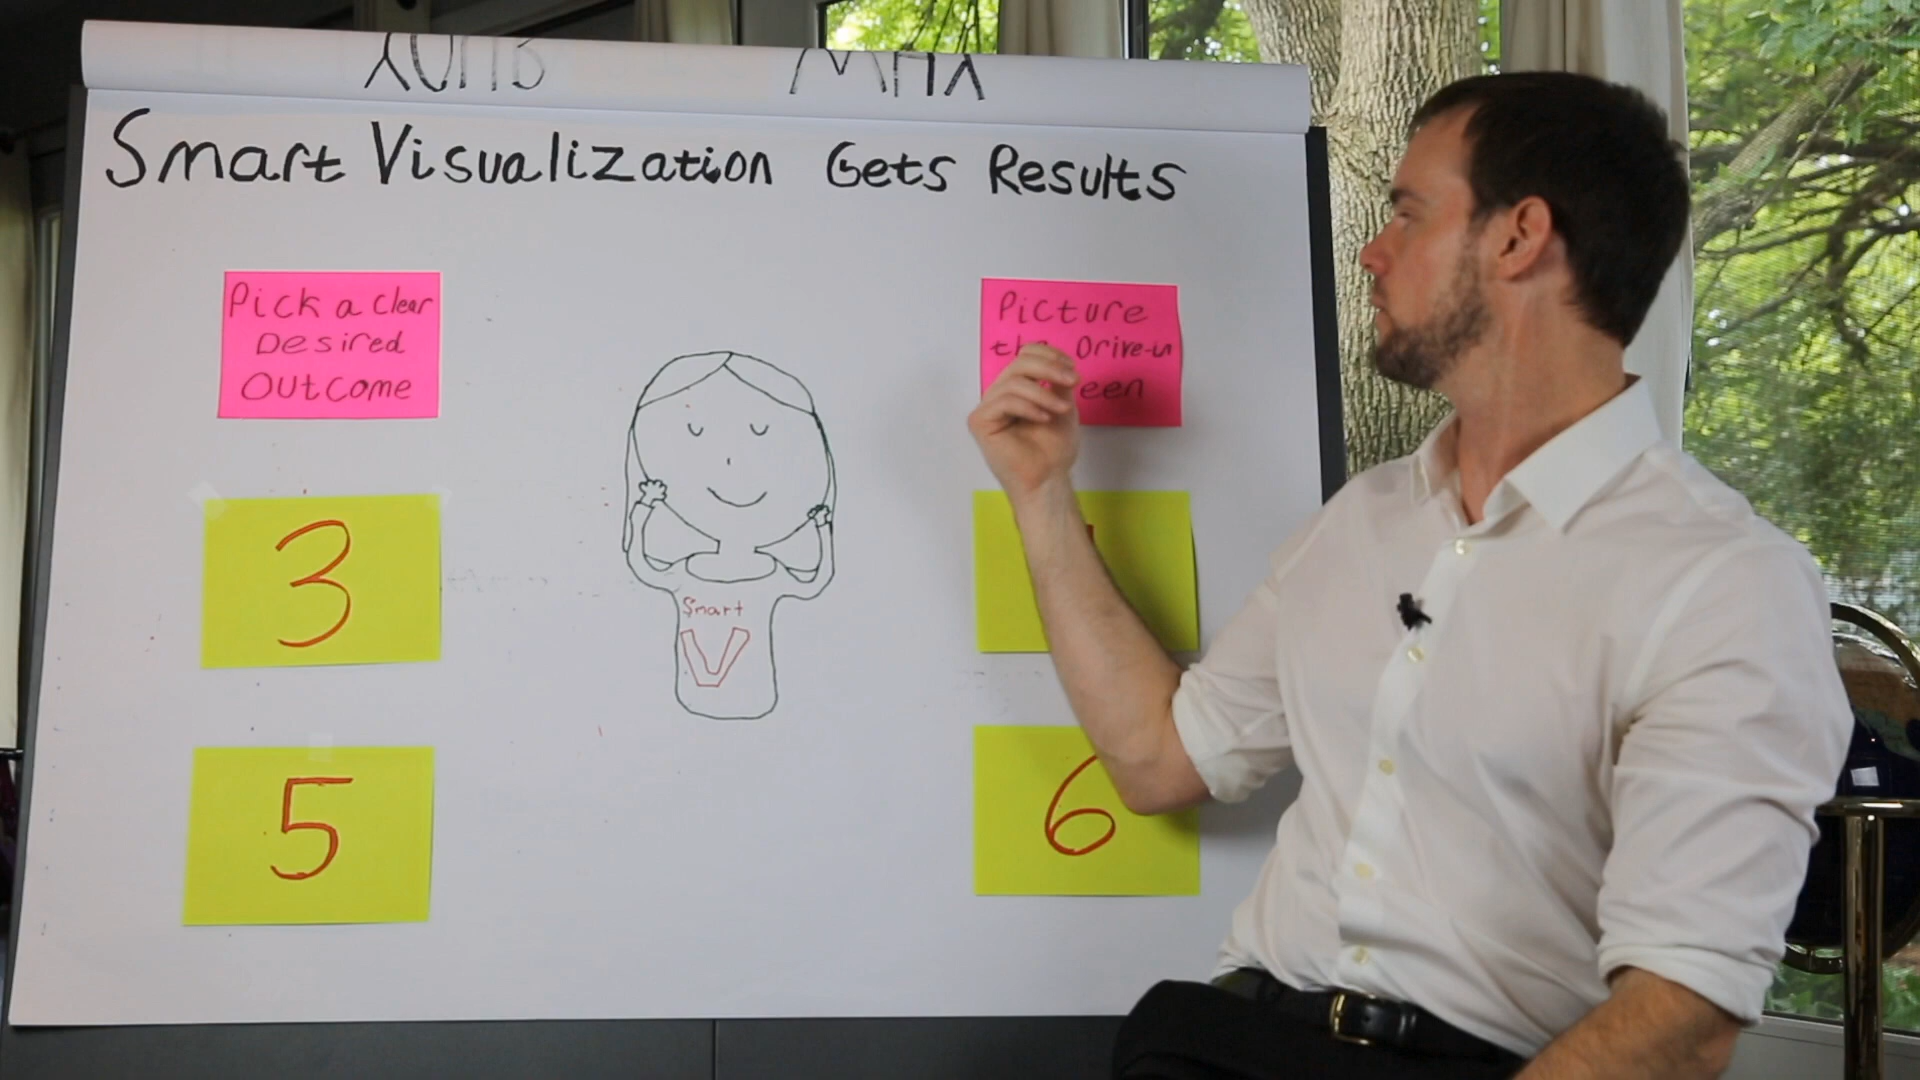 Smart Visualization Gets Results
Pick a Clear
Desired
Outcome
Picture
Drive-in
3
5
6
Smart
V